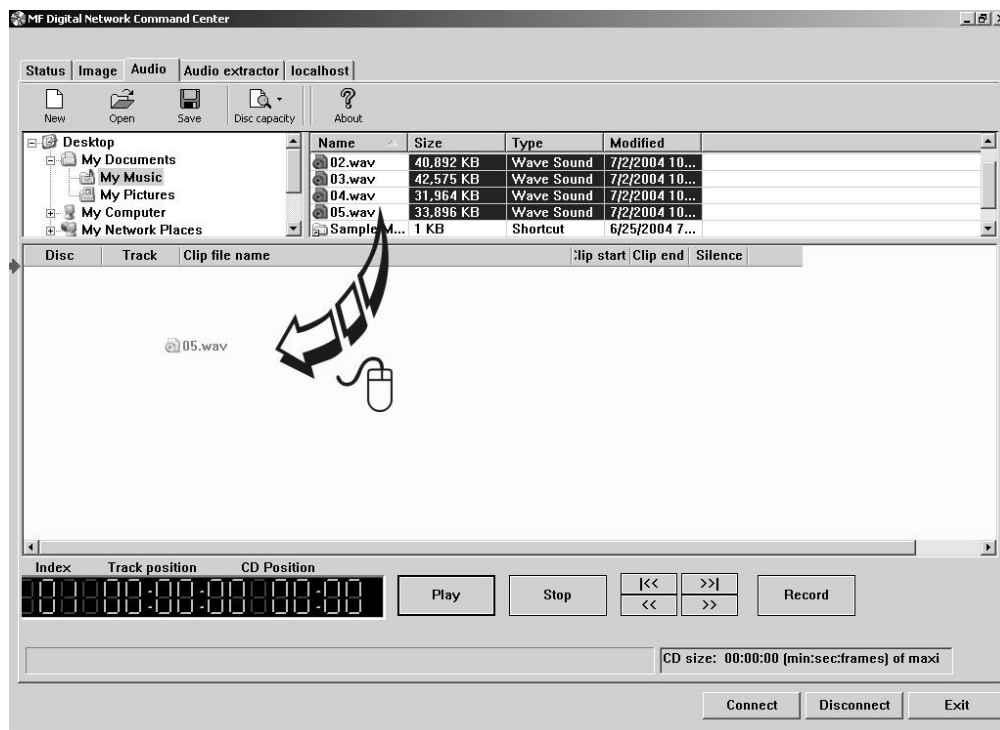 MF Digital Network Command Center
Status Image Audio Audio extractor localhost
New Open Save Disc capacity About
Desktop
My Documents
My Music
My Pictures
My Computer
My Network Places
Name Size Type Modified
02.wav 40,892 KB Wave Sound 7/2/2004 10...
03.wav 42,575 KB Wave Sound 7/2/2004 10...
04.wav 31,964 KB Wave Sound 7/2/2004 10...
05.wav 33,896 KB Wave Sound 7/2/2004 10...
Sample M... 1 KB Shortcut 6/25/2004 7...
Disc Track Clip file name Clip start Clip end Silence
05.wav
Index Track position CD Position
Play Stop |<< >>| Record
<< >>
CD size: 00:00:00 (min:sec:frames) of maxi
Connect Disconnect Exit